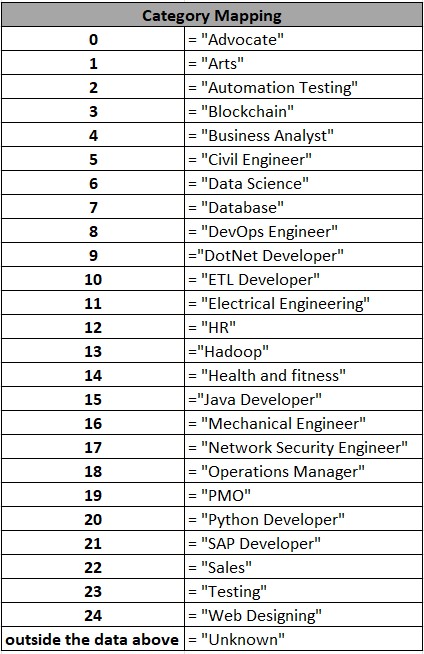 Category Mapping
0 = "Advocate"
1 = "Arts"
2 = "Automation Testing"
3 = "Blockchain"
4 = "Business Analyst"
5 = "Civil Engineer"
6 = "Data Science"
7 = "Database"
8 = "DevOps Engineer"
9 ="DotNet Developer"
10 = "ETL Developer"
11 = "Electrical Engineering"
12 = "HR"
13 ="Hadoop"
14 = "Health and fitness"
15 ="Java Developer"
16 = "Mechanical Engineer"
17 = "Network Security Engineer"
18 = "Operations Manager"
19 = "PMO"
20 = "Python Developer"
21 = "SAP Developer"
22 = "Sales"
23 = "Testing"
24 = "Web Designing"
outside the data above = "Unknown"